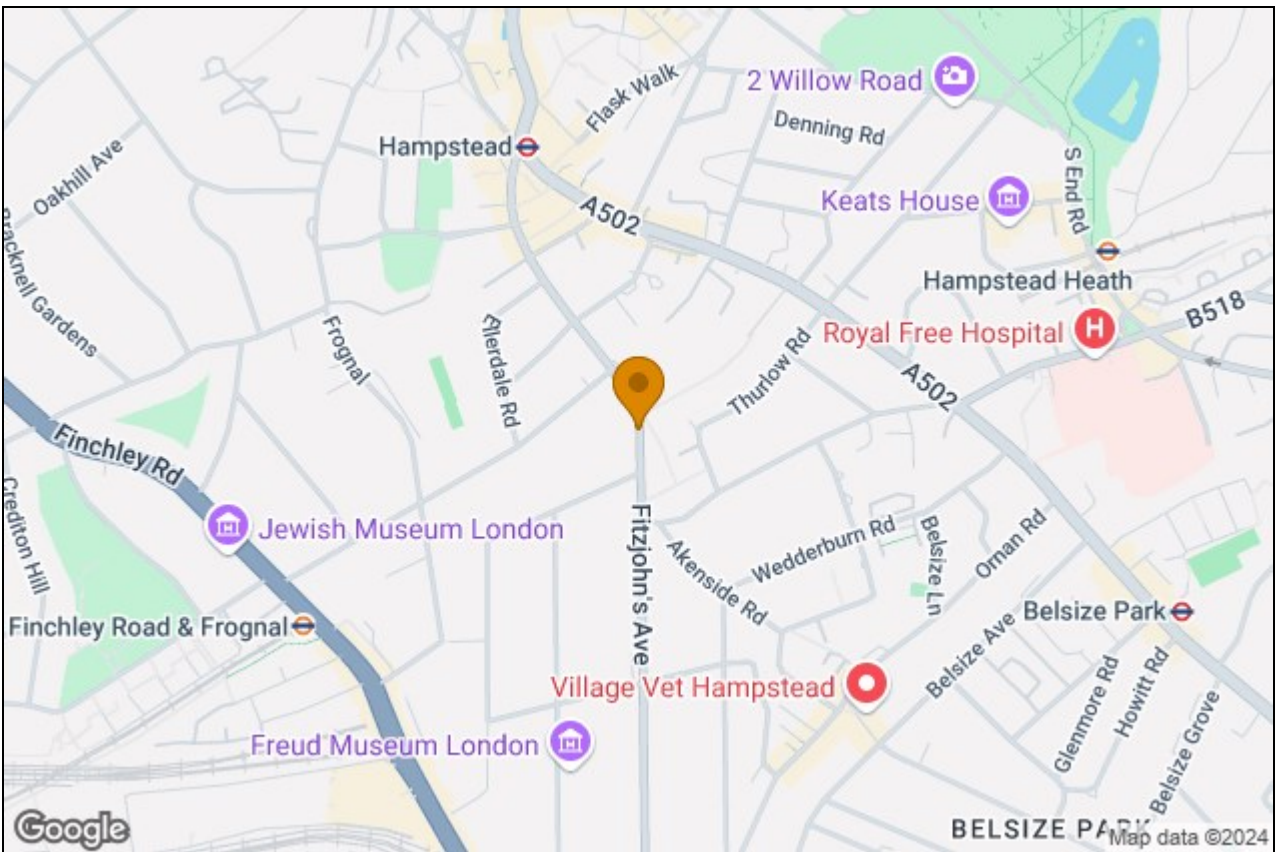 2 Willow Road
Flask Walk
Denning Rd
Hampstead
Oakhill Ave
S End Rd
Keats House
A502
Bracknell Gardens
Hampstead Heath
B518
Royal Free Hospital
Frognal
Allerdale Rd
Thurlow Rd
A502
Finchley Rd
Crediton Hill
Jewish Museum London
Fitzjohn's Ave
Akenside Rd
Wedderburn Rd
Belsize Ln
Ornan Rd
Finchley Road & Frognal
Belsize Park
Belsize Ave
Village Vet Hampstead
Glenmore Rd
Howitt Rd
Belsize Grove
Freud Museum London
Google
BELSIZE PARK
Map data ©2024